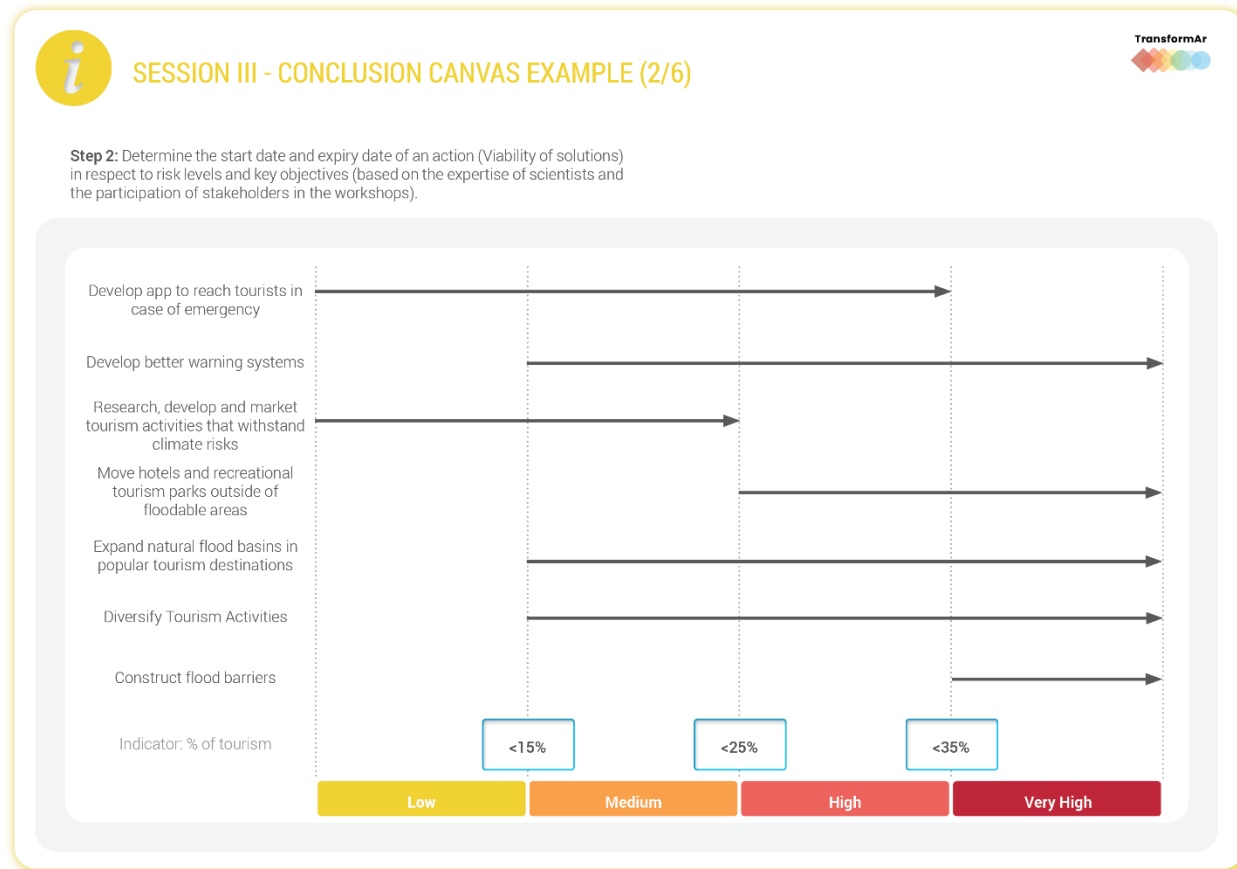 TransformAr
i
SESSION III - CONCLUSION CANVAS EXAMPLE (2/6)
Step 2: Determine the start date and expiry date of an action (Viability of solutions)
in respect to risk levels and key objectives (based on the expertise of scientists and
the participation of stakeholders in the workshops).
Develop app to reach tourists in
case of emergency
Develop better warning systems
Research, develop and market
tourism activities that withstand
climate risks
Move hotels and recreational
tourism parks outside of
floodable areas
Expand natural flood basins in
popular tourism destinations
Diversify Tourism Activities
Construct flood barriers
Indicator: % of tourism
<15%
<25%
<35%
Low
Medium
High
Very High